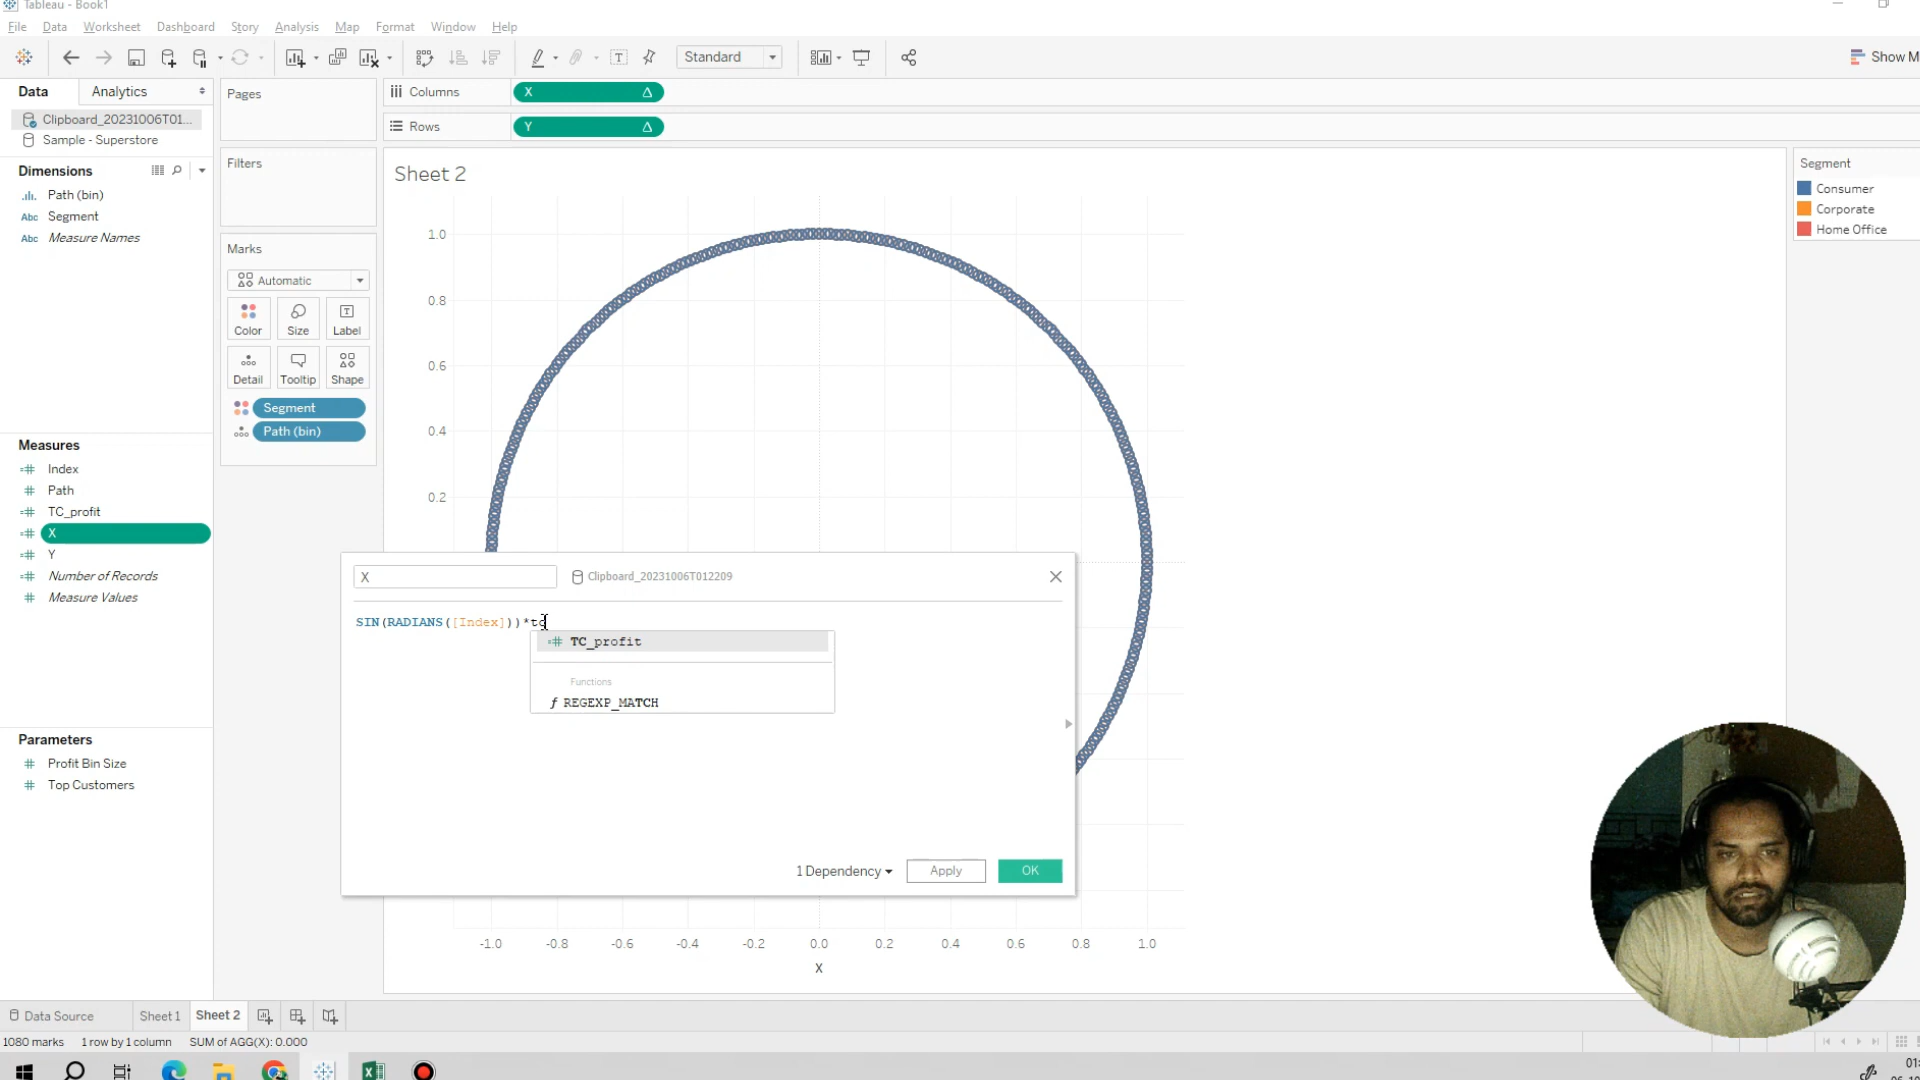 Tableau - Book1
File Data Worksheet Dashboard Story Analysis Map Format Window Help
Standard
Show M
Data Analytics
Clipboard_20231006T01...
Sample - Superstore
Dimensions
Path (bin)
Abc Segment
Abc Measure Names
Measures
Index
Path
TC_profit
X
Y
Number of Records
Measure Values
Parameters
Profit Bin Size
Top Customers
Pages
Filters
Marks
Automatic
Color Size Label
Detail Tooltip Shape
Segment
Path (bin)
Columns X
Rows Y
Sheet 2
1.0
0.8
0.6
0.4
0.2
X Clipboard_20231006T012209
SIN(RADIANS([Index]))*tc
TC_profit
Functions
f REGEXP_MATCH
1 Dependency Apply OK
-1.0 -0.8 -0.6 -0.4 -0.2 0.0 0.2 0.4 0.6 0.8 1.0
X
Segment
Consumer
Corporate
Home Office
Data Source Sheet 1 Sheet 2
1080 marks 1 row by 1 column SUM of AGG(X): 0.000